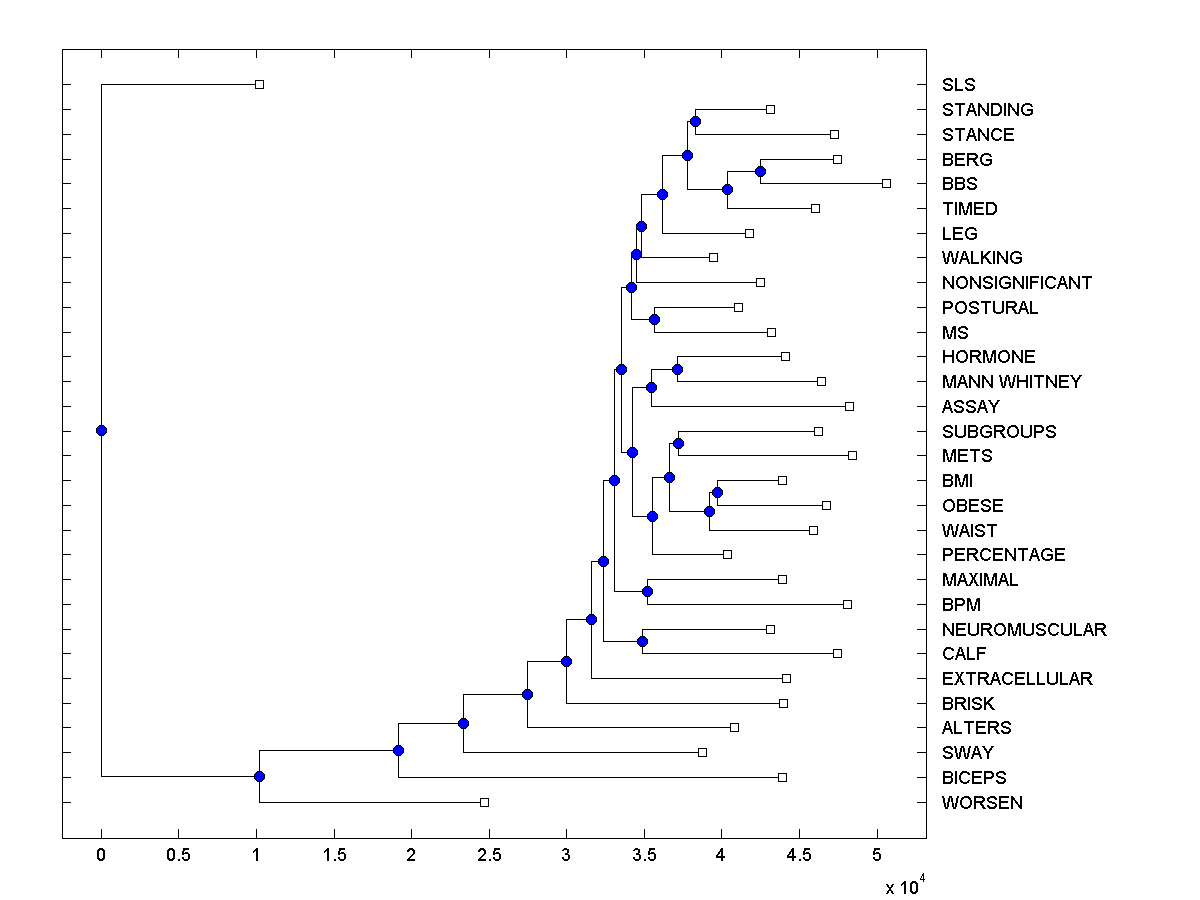 SLS
STANDING
STANCE
BERG
BBS
TIMED
LEG
WALKING
NONSIGNIFICANT
POSTURAL
MS
HORMONE
MANN WHITNEY
ASSAY
SUBGROUPS
METS
BMI
OBESE
WAIST
PERCENTAGE
MAXIMAL
BPM
NEUROMUSCULAR
CALF
EXTRACELLULAR
BRISK
ALTERS
SWAY
BICEPS
WORSEN
0 0.5 1 1.5 2 2.5 3 3.5 4 4.5 5
x 10^4